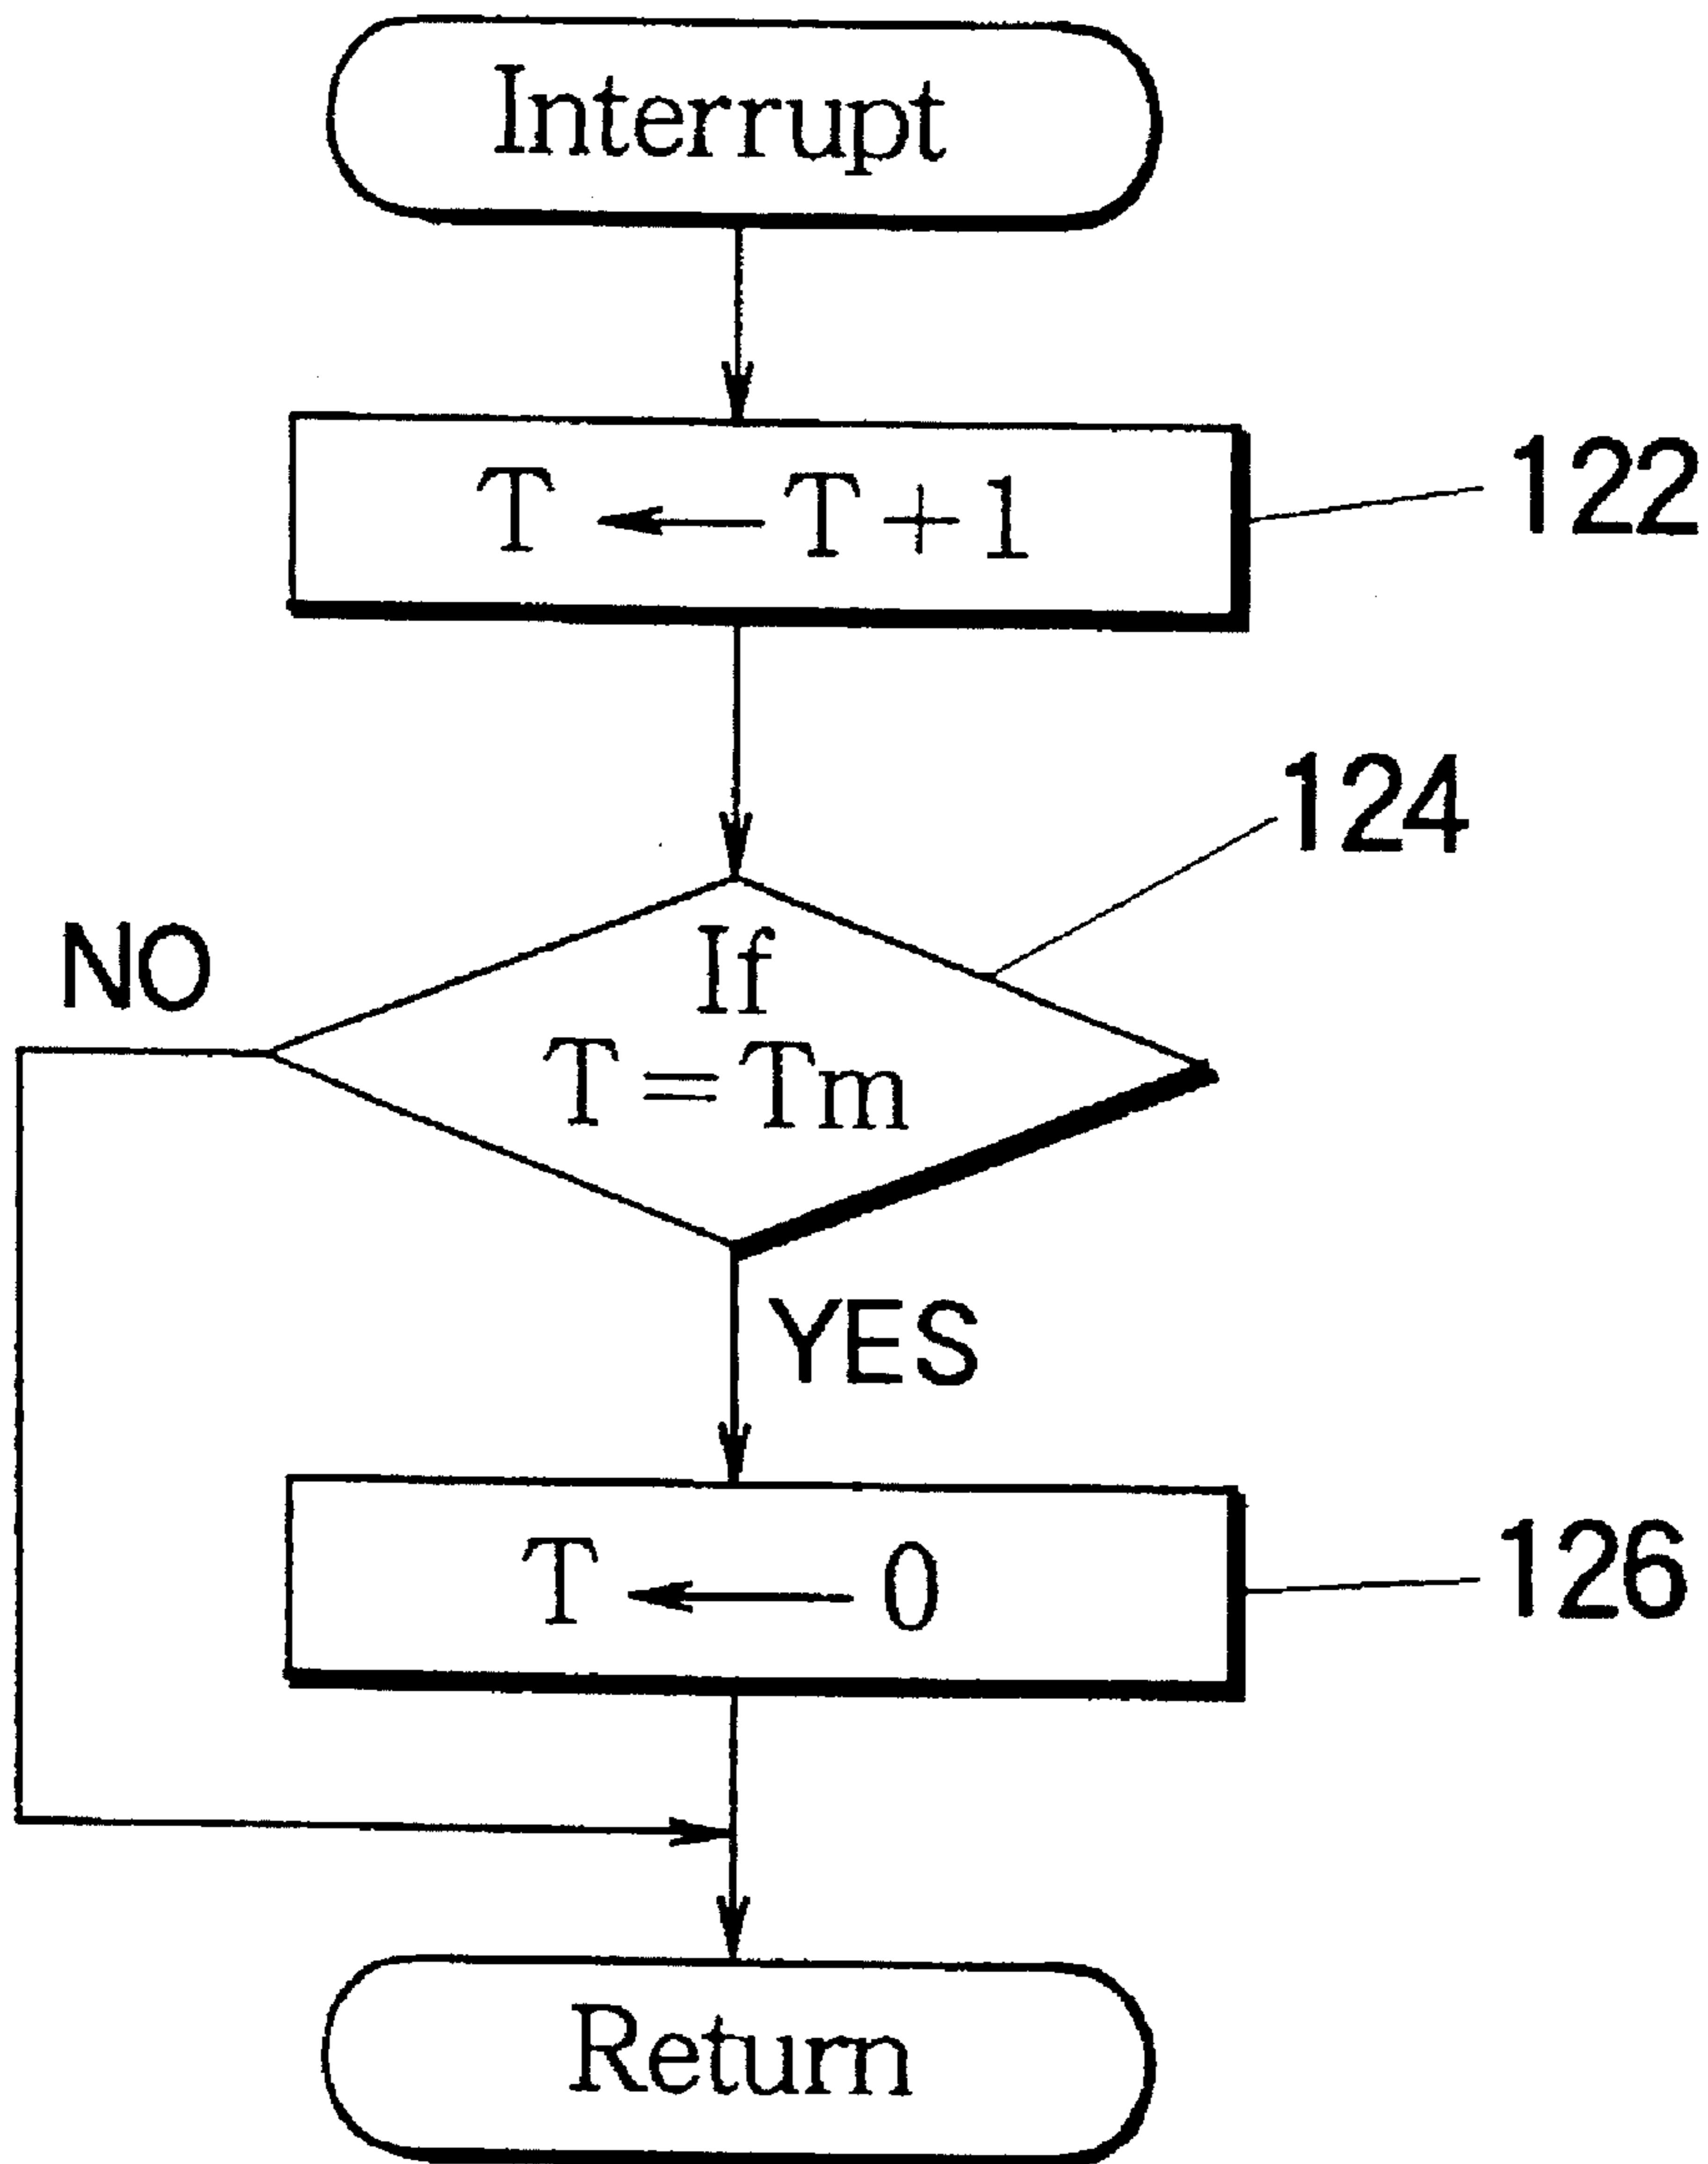 Interrupt
T ← T+1
122
124
If
T=Tm
NO
YES
T ← 0
126
Return